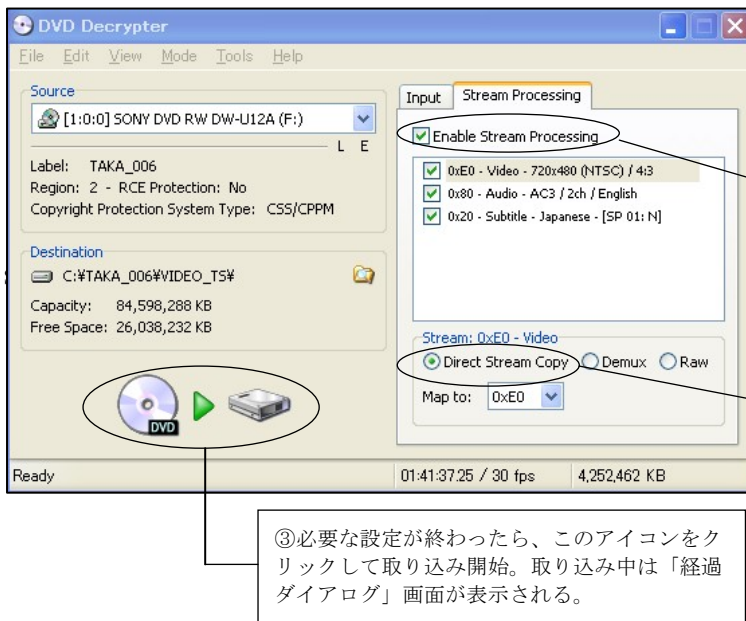 DVD Decrypter
File Edit View Mode Tools Help
Source
[1:0:0] SONY DVD RW DW-U12A (F:)
L E
Label: TAKA_006
Region: 2 - RCE Protection: No
Copyright Protection System Type: CSS/CPPM
Destination
C:¥TAKA_006¥VIDEO_TS¥
Capacity: 84,598,288 KB
Free Space: 26,038,232 KB
DVD
Input Stream Processing
Enable Stream Processing
0xE0 - Video - 720x480 (NTSC) / 4:3
0x80 - Audio - AC3 / 2ch / English
0x20 - Subtitle - Japanese - [SP 01: N]
Stream: 0xE0 - Video
Direct Stream Copy Demux Raw
Map to: 0xE0
Ready 01:41:37.25 / 30 fps 4,252,462 KB
③必要な設定が終わったら、このアイコンをク
リックして取り込み開始。取り込み中は「経過
ダイアログ」画面が表示される。